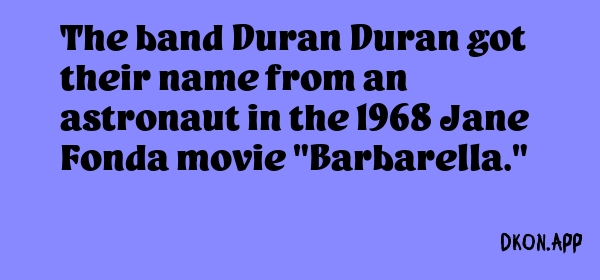 The band Duran Duran got
their name from an
astronaut in the 1968 Jane
Fonda movie "Barbarella."
DKON.APP